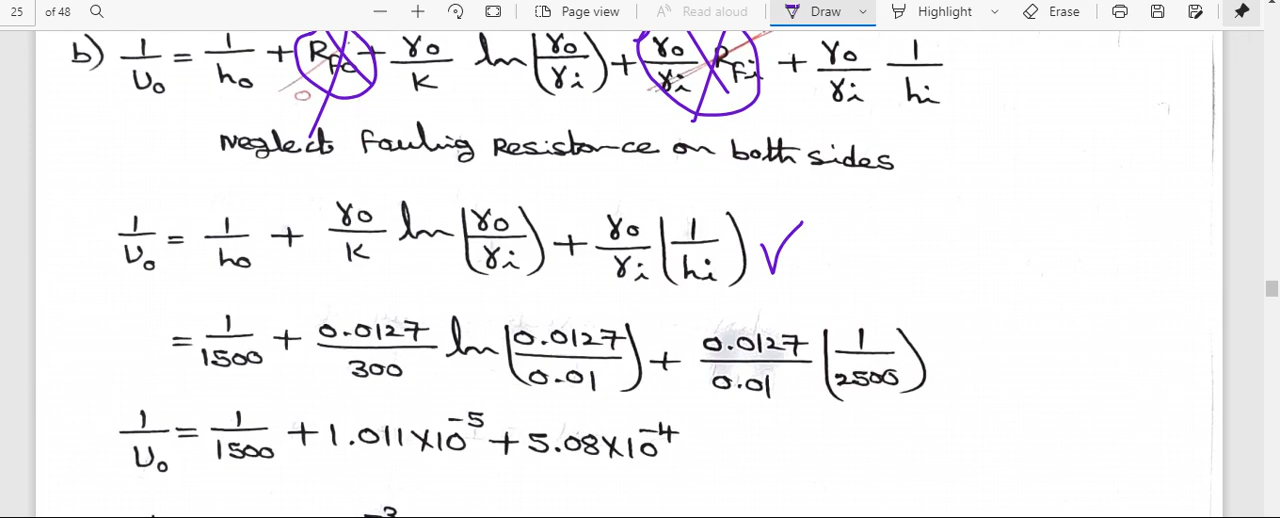 25 of 48 Page view Read aloud Draw Highlight Erase
b) 1/U₀ = 1/h₀ + R_fo + r₀/K ln(r₀/rᵢ) + r₀/rᵢ R_fi + r₀/rᵢ 1/hᵢ
0
Neglect Fouling Resistance on both sides
1/U₀ = 1/h₀ + r₀/K ln(r₀/rᵢ) + r₀/rᵢ (1/hᵢ) ✓
= 1/1500 + 0.0127/300 ln(0.0127/0.01) + 0.0127/0.01 (1/2500)
1/U₀ = 1/1500 + 1.011×10⁻⁵ + 5.08×10⁻⁴